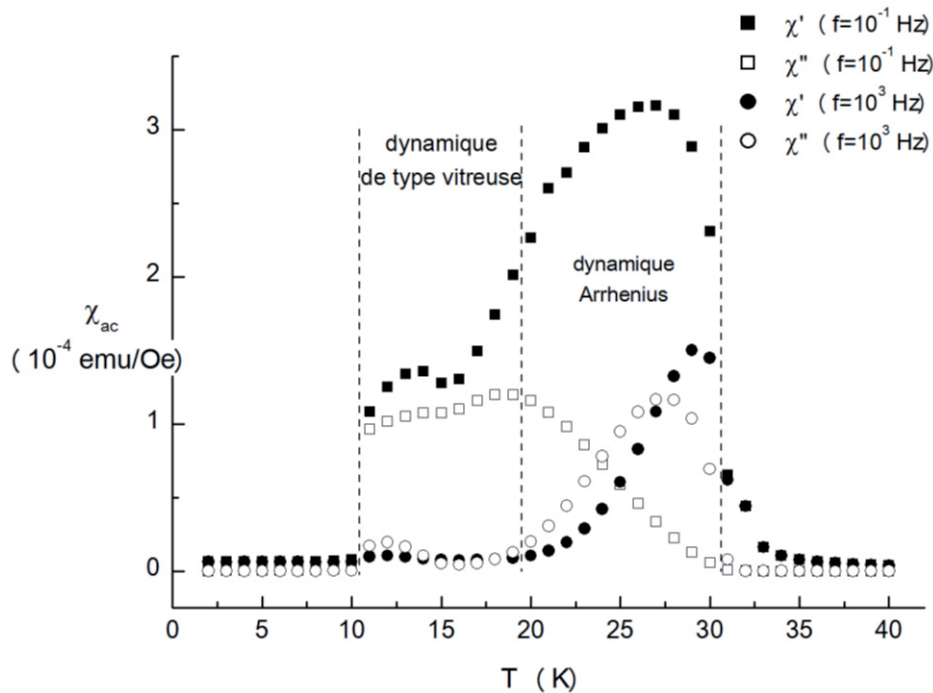 χ' ( f=10⁻¹ Hz)
χ" ( f=10⁻¹ Hz)
χ' (f=10³ Hz)
χ" (f=10³ Hz)
dynamique
de type vitreuse
dynamique
Arrhenius
χac
( 10⁻⁴ emu/Oe)
3
2
1
0
0 5 10 15 20 25 30 35 40
T ( K)